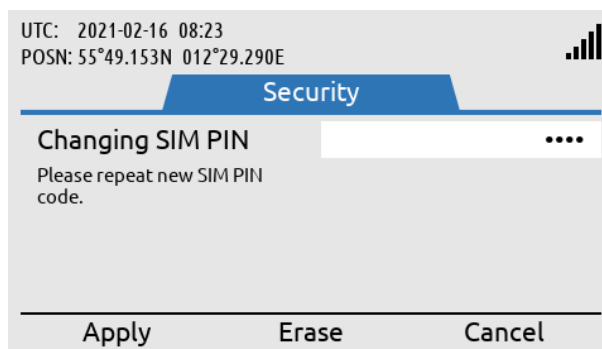 UTC: 2021-02-16 08:23
POSN: 55°49.153N 012°29.290E
Security
Changing SIM PIN ••••
Please repeat new SIM PIN
code.
Apply Erase Cancel